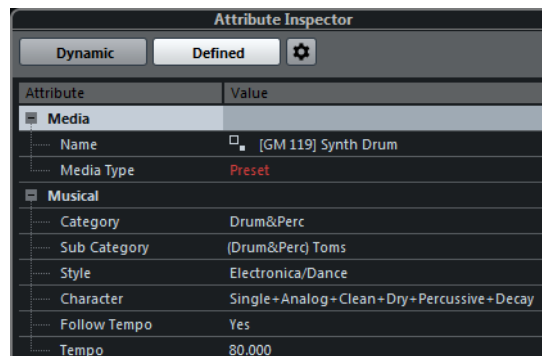 Attribute Inspector
Dynamic Defined
Attribute Value
Media
Name [GM 119] Synth Drum
Media Type Preset
Musical
Category Drum&Perc
Sub Category (Drum&Perc) Toms
Style Electronica/Dance
Character Single+Analog+Clean+Dry+Percussive+Decay
Follow Tempo Yes
Tempo 80.000